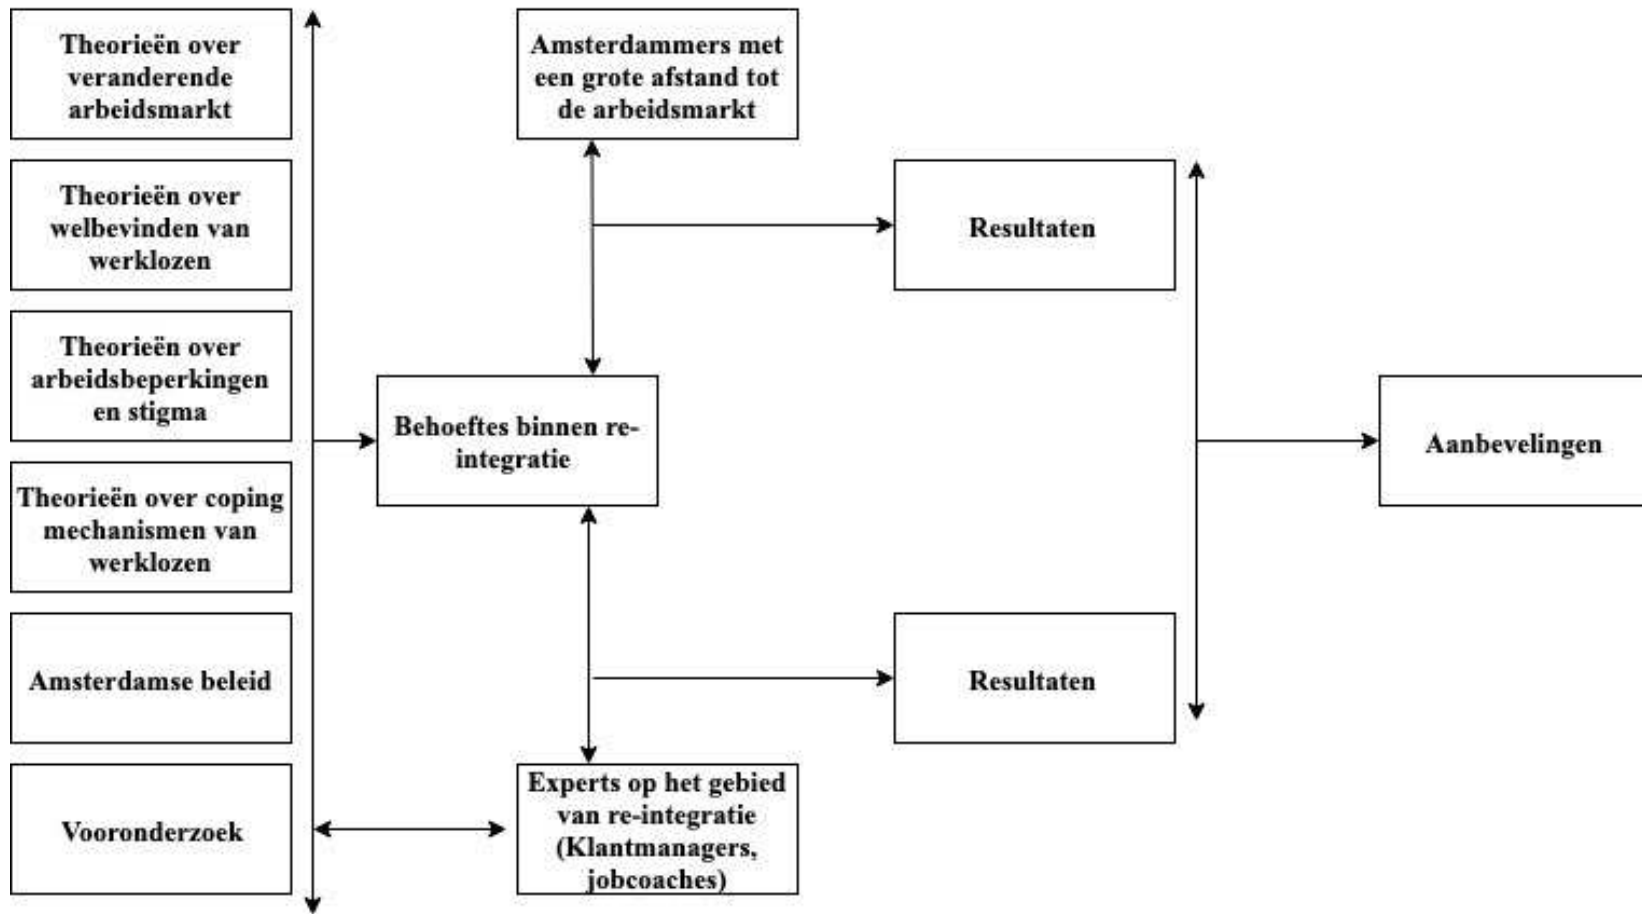 Theorieën over
veranderende
arbeidsmarkt
Theorieën over
welbevinden van
werklozen
Theorieën over
arbeidsbeperkingen
en stigma
Theorieën over coping
mechanismen van
werklozen
Amsterdamse beleid
Vooronderzoek
Amsterdammers met
een grote afstand tot
de arbeidsmarkt
Behoeftes binnen re-
integratie
Experts op het gebied
van re-integratie
(Klantmanagers,
jobcoaches)
Resultaten
Resultaten
Aanbevelingen